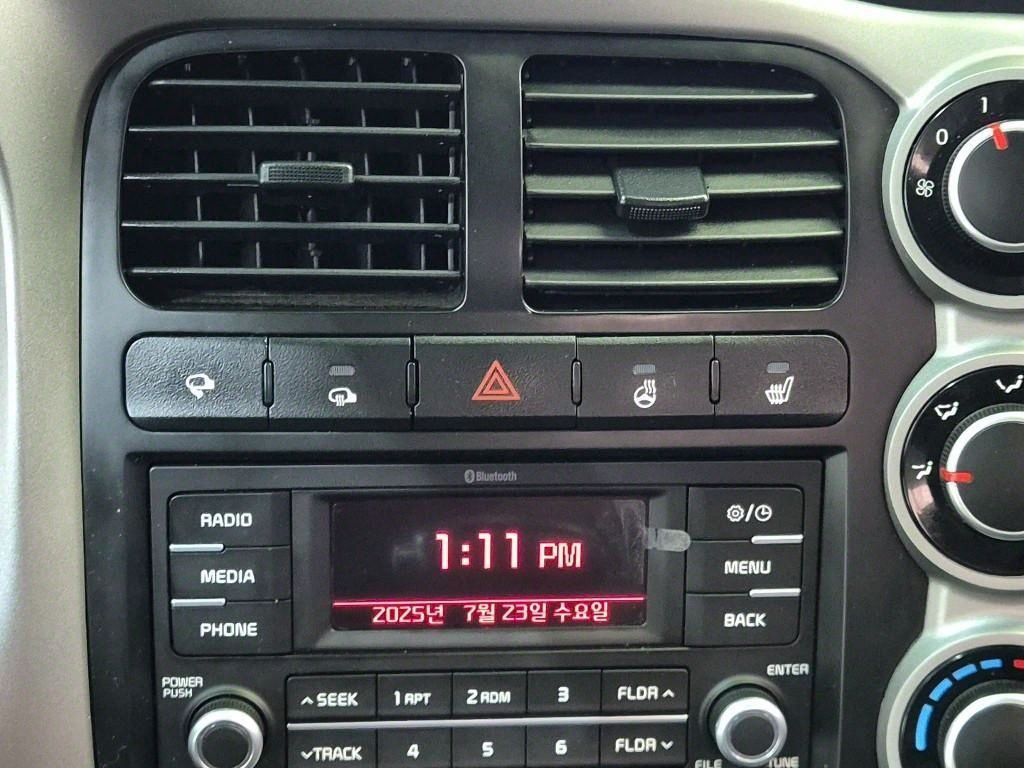 1
0
Bluetooth
RADIO
MEDIA
PHONE
1:11 PM
2025년 7월 23일 수요일
MENU
BACK
POWER
PUSH
ENTER
SEEK
1 RPT
2 RDM
3
FLDR
TRACK
4
5
6
FLDR
FILE
TUNE